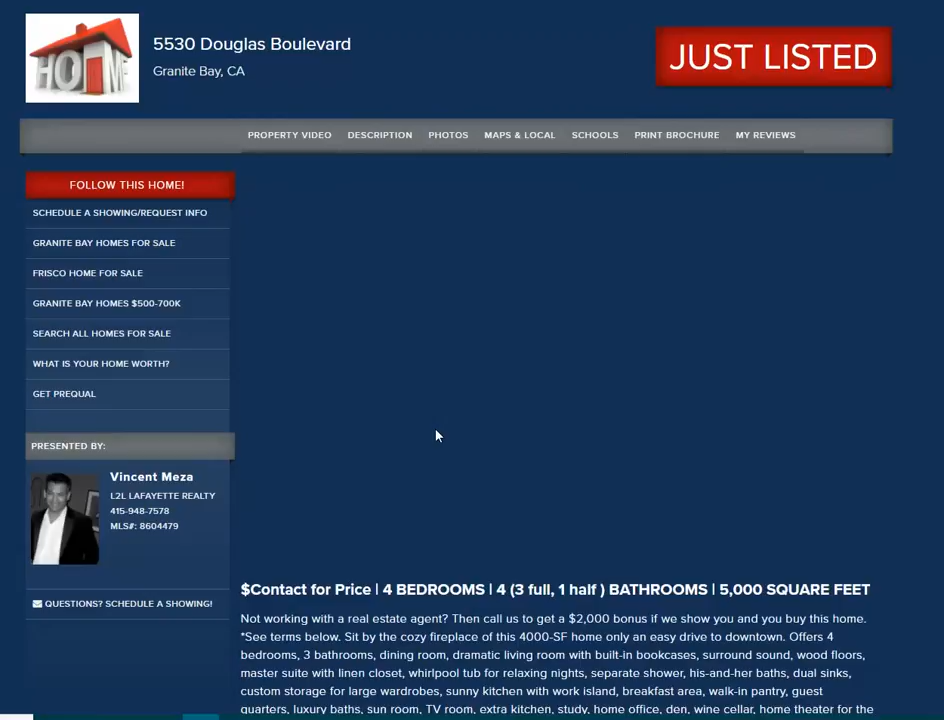 HOME
5530 Douglas Boulevard
Granite Bay, CA
JUST LISTED
PROPERTY VIDEO DESCRIPTION PHOTOS MAPS & LOCAL SCHOOLS PRINT BROCHURE MY REVIEWS
FOLLOW THIS HOME!
SCHEDULE A SHOWING/REQUEST INFO
GRANITE BAY HOMES FOR SALE
FRISCO HOME FOR SALE
GRANITE BAY HOMES $500-700K
SEARCH ALL HOMES FOR SALE
WHAT IS YOUR HOME WORTH?
GET PREQUAL
PRESENTED BY:
Vincent Meza
L2L LAFAYETTE REALTY
415-948-7578
MLS#: 8604479
QUESTIONS? SCHEDULE A SHOWING!
$Contact for Price | 4 BEDROOMS | 4 (3 full, 1 half ) BATHROOMS | 5,000 SQUARE FEET
Not working with a real estate agent? Then call us to get a $2,000 bonus if we show you and you buy this home.
*See terms below. Sit by the cozy fireplace of this 4000-SF home only an easy drive to downtown. Offers 4
bedrooms, 3 bathrooms, dining room, dramatic living room with built-in bookcases, surround sound, wood floors,
master suite with linen closet, whirlpool tub for relaxing nights, separate shower, his-and-her baths, dual sinks,
custom storage for large wardrobes, sunny kitchen with work island, breakfast area, walk-in pantry, guest
quarters, luxury baths, sun room, TV room, extra kitchen, study, home office, den, wine cellar, home theater for the